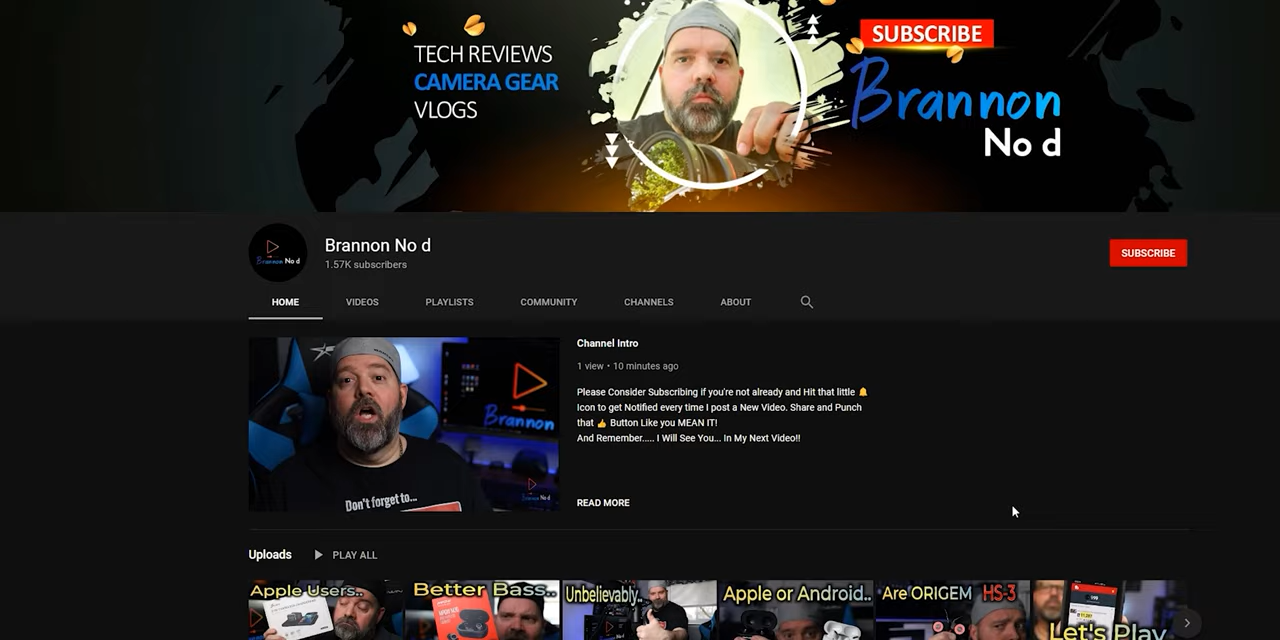 TECH REVIEWS
CAMERA GEAR
VLOGS
SUBSCRIBE
Brannon
No d
Brannon No d
Brannon No d
1.57K subscribers
SUBSCRIBE
HOME VIDEOS PLAYLISTS COMMUNITY CHANNELS ABOUT
Brannon
Don't forget to...
Brannon No d
Channel Intro
1 view • 10 minutes ago
Please Consider Subscribing if you're not already and Hit that little 🔔
Icon to get Notified every time I post a New Video. Share and Punch
that 👍 Button Like you MEAN IT!
And Remember..... I Will See You... In My Next Video!!
READ MORE
Uploads PLAY ALL
Apple Users..
Better Bass..
Unbelievably..
Apple or Android..
Are ORIGEM HS-3
Let's Play